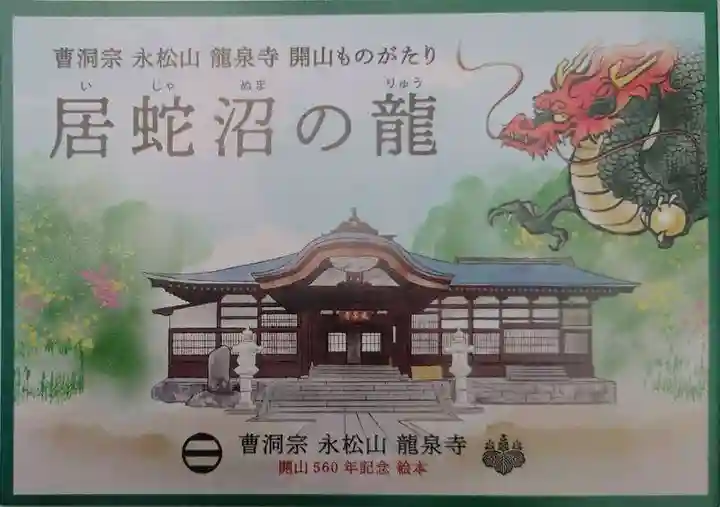 曹洞宗 永松山 龍泉寺 開山ものがたり
い じゃ ぬま りゅう
居蛇沼の龍
曹洞宗 永松山 龍泉寺
開山560年記念 絵本